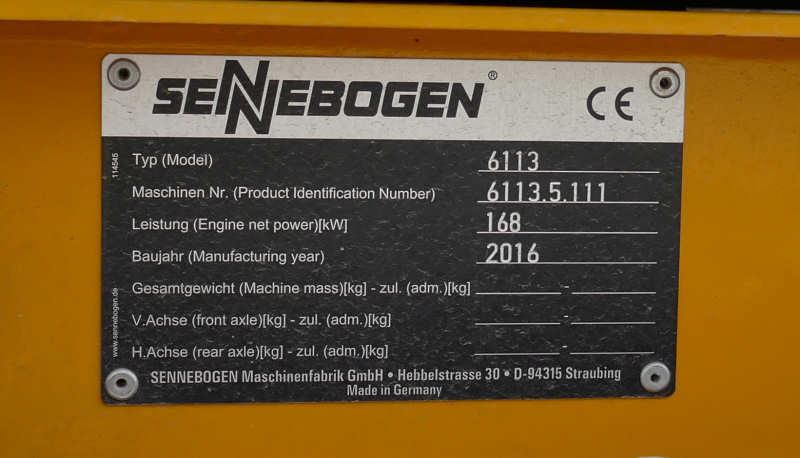 SENNEBOGEN®
CE
114545
Typ (Model) 6113
Maschinen Nr. (Product Identification Number) 6113.5.111
Leistung (Engine net power)[kW] 168
Baujahr (Manufacturing year) 2016
Gesamtgewicht (Machine mass)[kg] - zul. (adm.)[kg] -
V.Achse (front axle)[kg] - zul. (adm.)[kg] -
H.Achse (rear axle)[kg] - zul. (adm.)[kg] -
www.sennebogen.de
SENNEBOGEN Maschinenfabrik GmbH • Hebbelstrasse 30 • D-94315 Straubing
Made in Germany